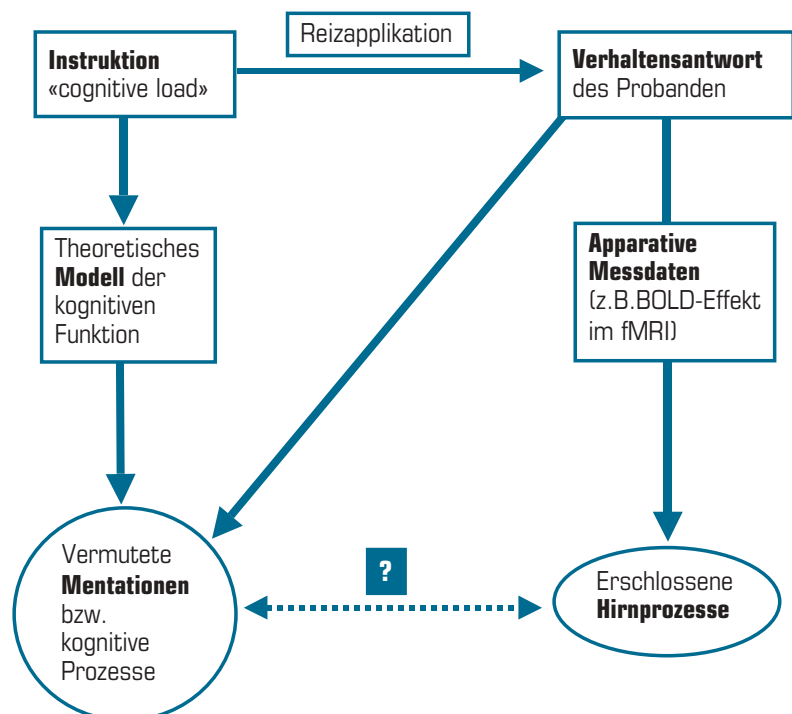 Reizapplikation
Instruktion
«cognitive load»
Verhaltensantwort
des Probanden
Theoretisches
Modell der
kognitiven
Funktion
Apparative
Messdaten
(z.B.BOLD-Effekt
im fMRI)
Vermutete
Mentationen
bzw.
kognitive
Prozesse
?
Erschlossene
Hirnprozesse